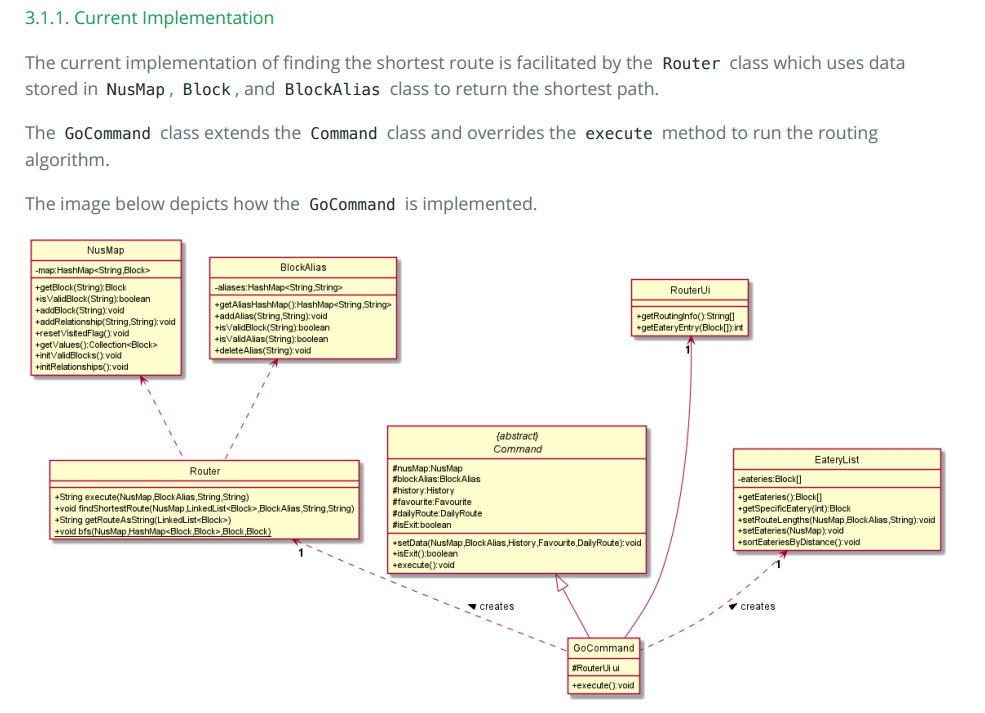 3.1.1. Current Implementation
The current implementation of finding the shortest route is facilitated by the Router class which uses data
stored in NusMap, Block, and BlockAlias class to return the shortest path.
The GoCommand class extends the Command class and overrides the execute method to run the routing
algorithm.
The image below depicts how the GoCommand is implemented.
NusMap
-map:HashMap<String,Block>
+getBlock(String):Block
+isValidBlock(String):boolean
+addBlock(String):void
+addRelationship(String,String):void
+resetVisitedFlag():void
+getValues():Collection<Block>
+initValidBlocks():void
+initRelationships():void
BlockAlias
-aliases:HashMap<String,String>
+getAliasHashMap():HashMap<String,String>
+addAlias(String,String):void
+isValidBlock(String):boolean
+isValidAlias(String):boolean
+deleteAlias(String):void
RouterUi
+getRoutingInfo():String[]
+getEateryEntry(Block[]):int
1
Router
+String execute(NusMap,BlockAlias,String,String)
+void findShortestRoute(NusMap,LinkedList<Block>,BlockAlias,String,String)
+String getRouteAsString(LinkedList<Block>)
+void bfs(NusMap,HashMap<Block,Block>,Block,Block)
1
{abstract}
Command
#nusMap:NusMap
#blockAlias:BlockAlias
#history:History
#favourite:Favourite
#dailyRoute:DailyRoute
#isExit:boolean
+setData(NusMap,BlockAlias,History,Favourite,DailyRoute):void
+isExit():boolean
+execute():void
EateryList
-eateries:Block[]
+getEateries():Block[]
+getSpecificEatery(int):Block
+setRouteLengths(NusMap,BlockAlias,String):void
+setEateries(NusMap):void
+sortEateriesByDistance():void
1
creates
creates
GoCommand
#RouterUi ui
+execute():void